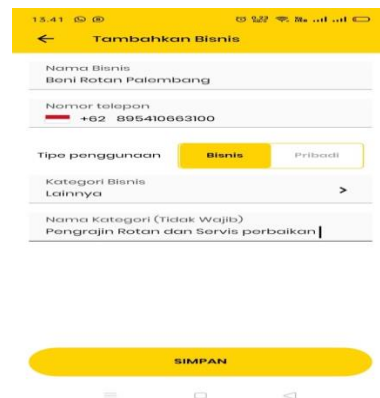 13.41
Tambahkan Bisnis
Nama Bisnis
Beni Rotan Palembang
Nomor telepon
+62 895410663100
Tipe penggunaan Bisnis Pribadi
Kategori Bisnis
Lainnya >
Nama Kategori (Tidak Wajib)
Pengrajin Rotan dan Servis perbaikan
SIMPAN